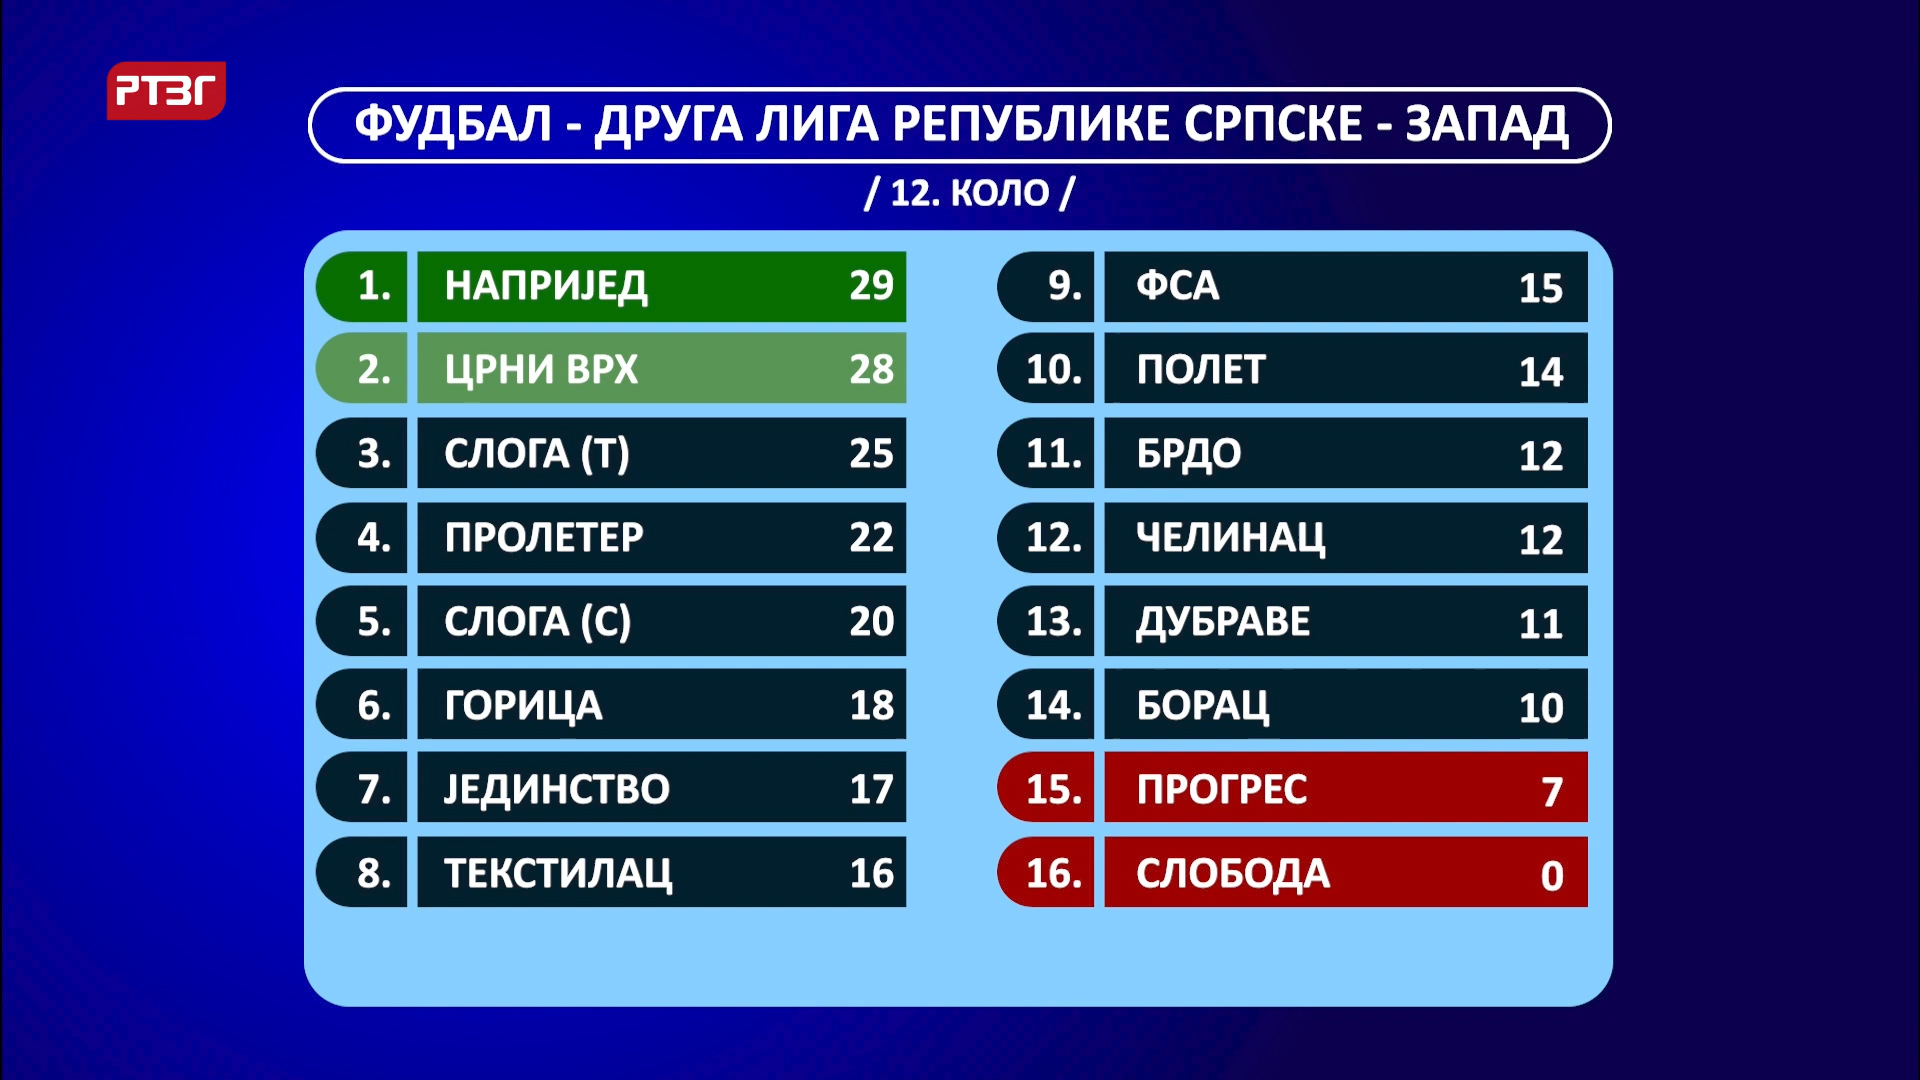 РТВГ
ФУДБАЛ - ДРУГА ЛИГА РЕПУБЛИКЕ СРПСКЕ - ЗАПАД
/ 12. КОЛО /
1. НАПРИЈЕД 29
2. ЦРНИ ВРХ 28
3. СЛОГА (Т) 25
4. ПРОЛЕТЕР 22
5. СЛОГА (С) 20
6. ГОРИЦА 18
7. ЈЕДИНСТВО 17
8. ТЕКСТИЛАЦ 16
9. ФСА 15
10. ПОЛЕТ 14
11. БРДО 12
12. ЧЕЛИНАЦ 12
13. ДУБРАВЕ 11
14. БОРАЦ 10
15. ПРОГРЕС 7
16. СЛОБОДА 0